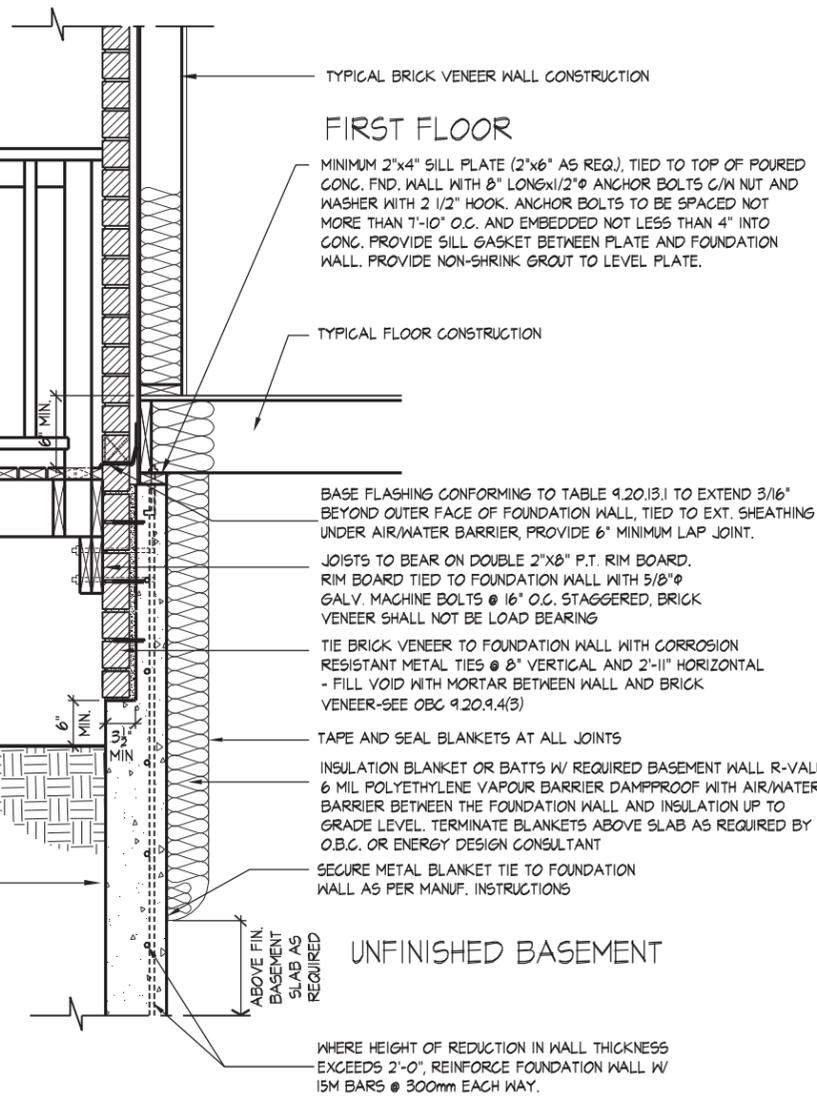 TYPICAL BRICK VENEER WALL CONSTRUCTION
FIRST FLOOR
MINIMUM 2"x4" SILL PLATE (2"x6" AS REQ.), TIED TO TOP OF POURED
CONC. FND. WALL WITH 8" LONGx1/2"Φ ANCHOR BOLTS C/W NUT AND
WASHER WITH 2 1/2" HOOK. ANCHOR BOLTS TO BE SPACED NOT
MORE THAN 7'-10" O.C. AND EMBEDDED NOT LESS THAN 4" INTO
CONC. PROVIDE SILL GASKET BETWEEN PLATE AND FOUNDATION
WALL. PROVIDE NON-SHRINK GROUT TO LEVEL PLATE.
TYPICAL FLOOR CONSTRUCTION
6" MIN.
BASE FLASHING CONFORMING TO TABLE 9.20.13.1 TO EXTEND 3/16"
BEYOND OUTER FACE OF FOUNDATION WALL, TIED TO EXT. SHEATHING
UNDER AIR/WATER BARRIER, PROVIDE 6" MINIMUM LAP JOINT.
JOISTS TO BEAR ON DOUBLE 2"X8" P.T. RIM BOARD.
RIM BOARD TIED TO FOUNDATION WALL WITH 5/8"Φ
GALV. MACHINE BOLTS @ 16" O.C. STAGGERED, BRICK
VENEER SHALL NOT BE LOAD BEARING
TIE BRICK VENEER TO FOUNDATION WALL WITH CORROSION
RESISTANT METAL TIES @ 8" VERTICAL AND 2'-11" HORIZONTAL
- FILL VOID WITH MORTAR BETWEEN WALL AND BRICK
VENEER-SEE OBC 9.20.9.4(3)
6"
MIN.
3 1/2"
MIN
TAPE AND SEAL BLANKETS AT ALL JOINTS
INSULATION BLANKET OR BATTS W/ REQUIRED BASEMENT WALL R-VALU
6 MIL POLYETHYLENE VAPOUR BARRIER DAMPPROOF WITH AIR/WATER
BARRIER BETWEEN THE FOUNDATION WALL AND INSULATION UP TO
GRADE LEVEL. TERMINATE BLANKETS ABOVE SLAB AS REQUIRED BY
O.B.C. OR ENERGY DESIGN CONSULTANT
SECURE METAL BLANKET TIE TO FOUNDATION
WALL AS PER MANUF. INSTRUCTIONS
ABOVE FIN.
BASEMENT
SLAB AS
REQUIRED
UNFINISHED BASEMENT
WHERE HEIGHT OF REDUCTION IN WALL THICKNESS
EXCEEDS 2'-0", REINFORCE FOUNDATION WALL W/
15M BARS @ 300mm EACH WAY.